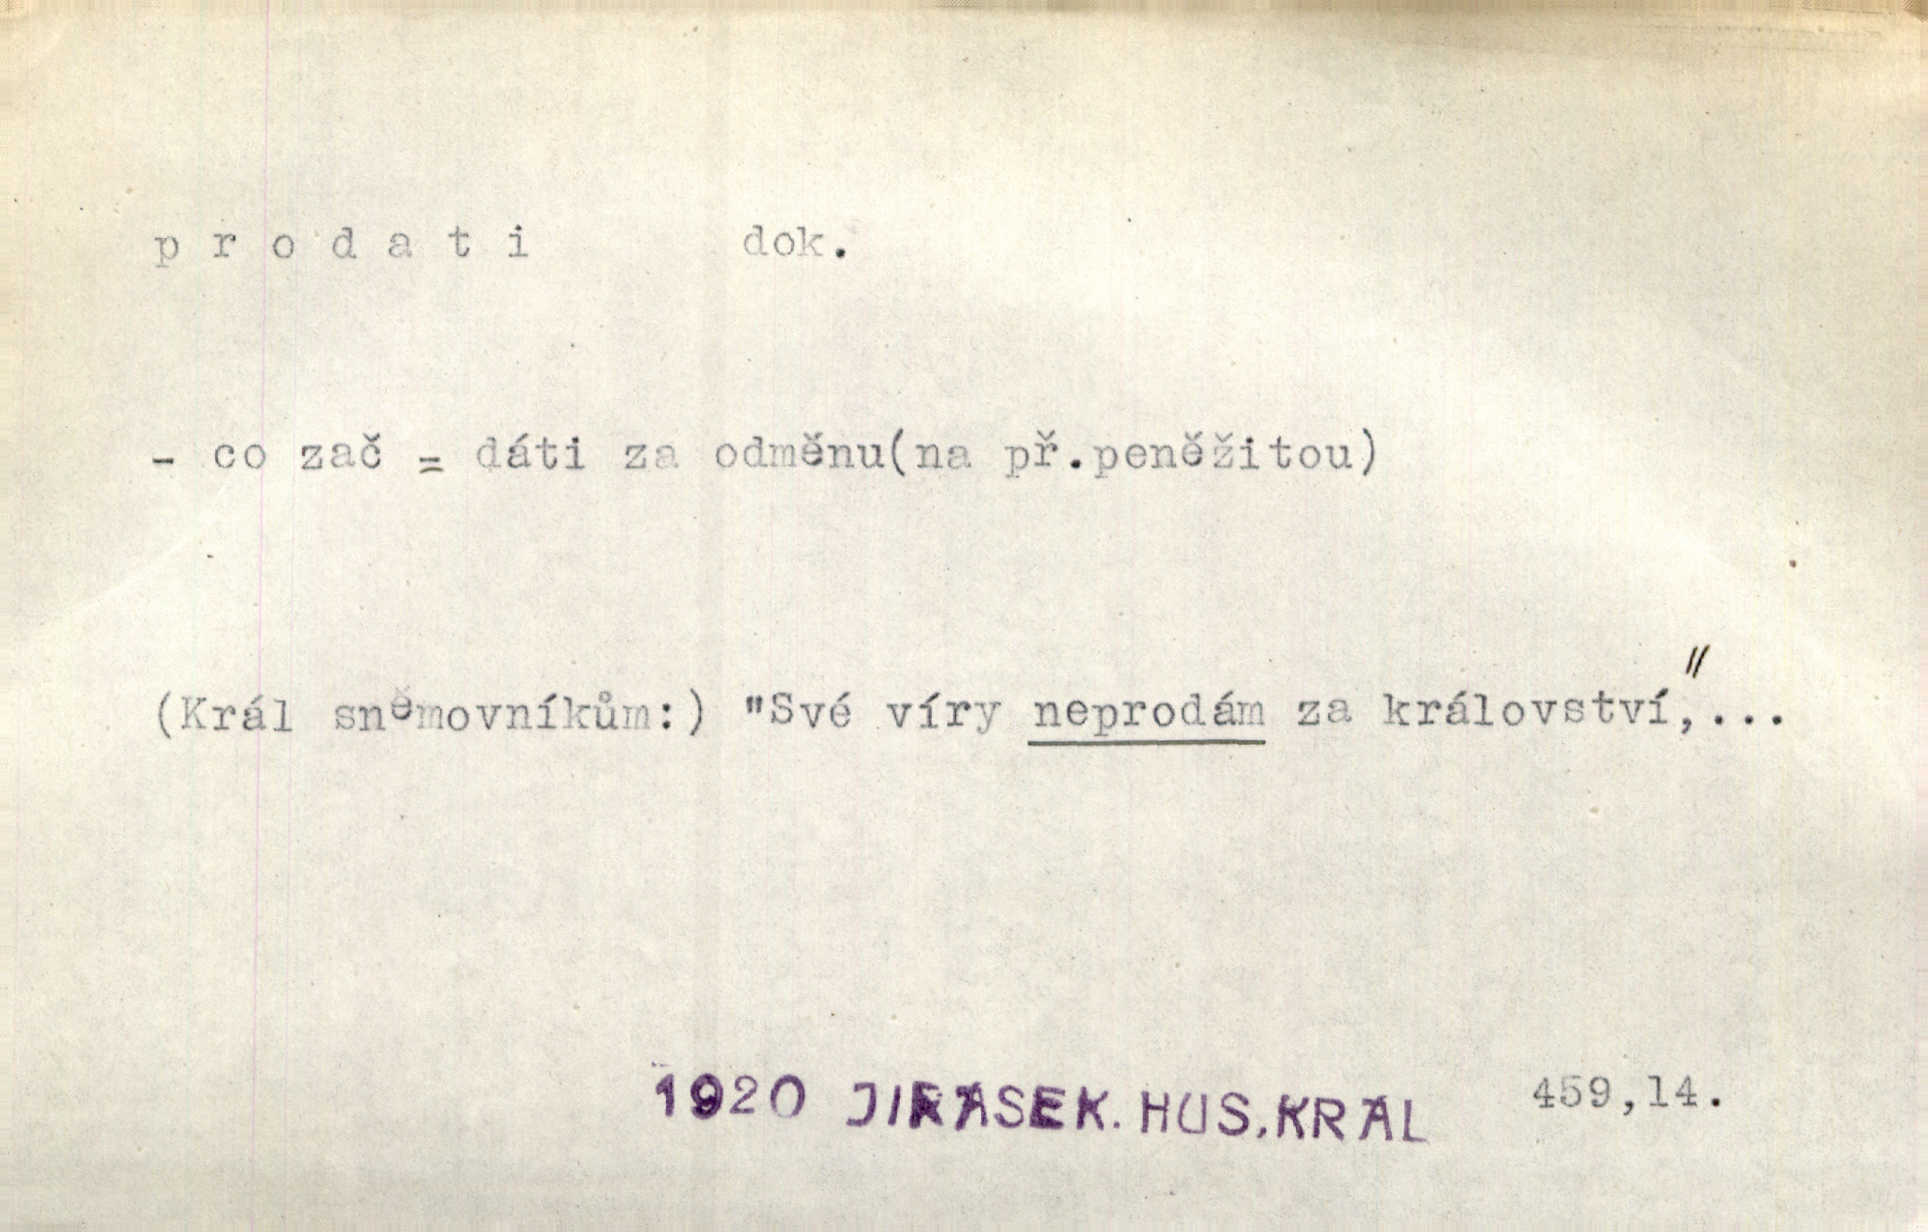 prodati dok.
- co zač = dáti za odměnu(na př.peněžitou)
(Král sněmovníkům:) "Své víry neprodám za království,"...
1920 JIRASEK. HUS.KRAL 459,14.